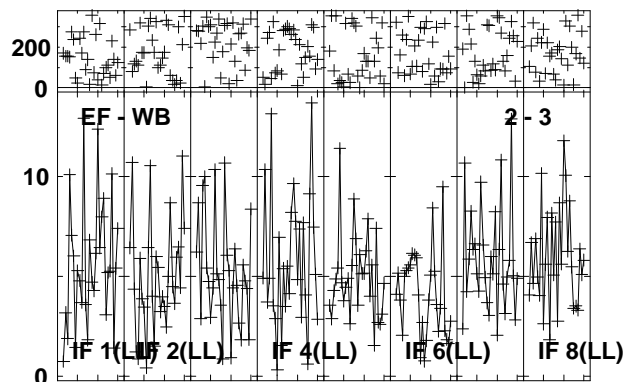 200
0
EF - WB 2 - 3
10
IF 1(LL) IF 2(LL) IF 4(LL) IF 6(LL) IF 8(LL)
0